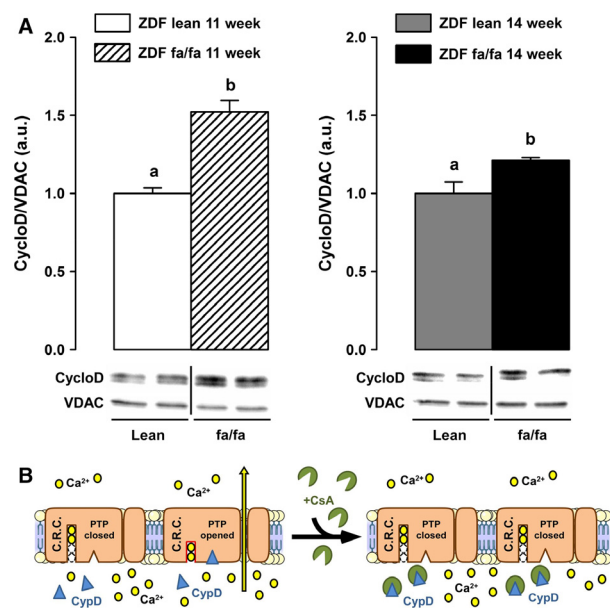 A
ZDF lean 11 week
ZDF fa/fa 11 week
CycloD/VDAC (a.u.)
2.0
1.5
1.0
0.5
0.0
a
b
CycloD
VDAC
Lean
fa/fa
ZDF lean 14 week
ZDF fa/fa 14 week
CycloD/VDAC (a.u.)
2.0
1.5
1.0
0.5
0.0
a
b
CycloD
VDAC
Lean
fa/fa
B
Ca²⁺
Ca²⁺
C.R.C.
PTP
closed
C.R.C.
PTP
opened
CypD
Ca²⁺
CypD
+CsA
Ca²⁺
Ca²⁺
C.R.C.
PTP
closed
C.R.C.
PTP
closed
CypD
Ca²⁺
CypD